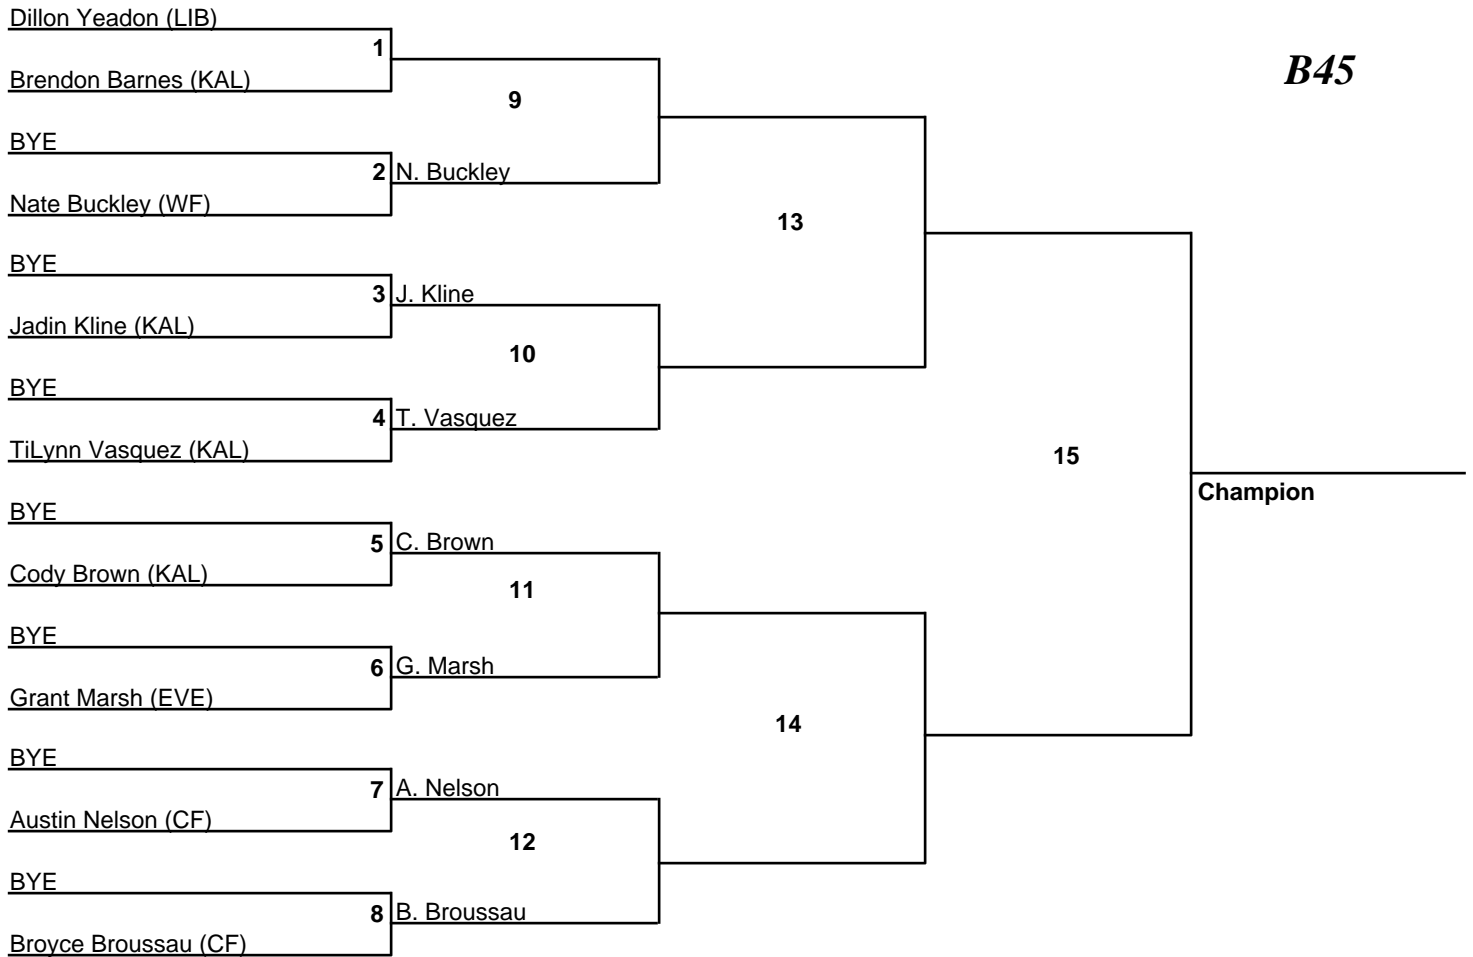 Dillon Yeadon (LIB)
1
B45
Brendon Barnes (KAL)
9
BYE
2 N. Buckley
Nate Buckley (WF)
13
BYE
3 J. Kline
Jadin Kline (KAL)
10
BYE
4 T. Vasquez
TiLynn Vasquez (KAL)
15
Champion
BYE
5 C. Brown
Cody Brown (KAL)
11
BYE
6 G. Marsh
Grant Marsh (EVE)
14
BYE
7 A. Nelson
Austin Nelson (CF)
12
BYE
8 B. Broussau
Broyce Broussau (CF)